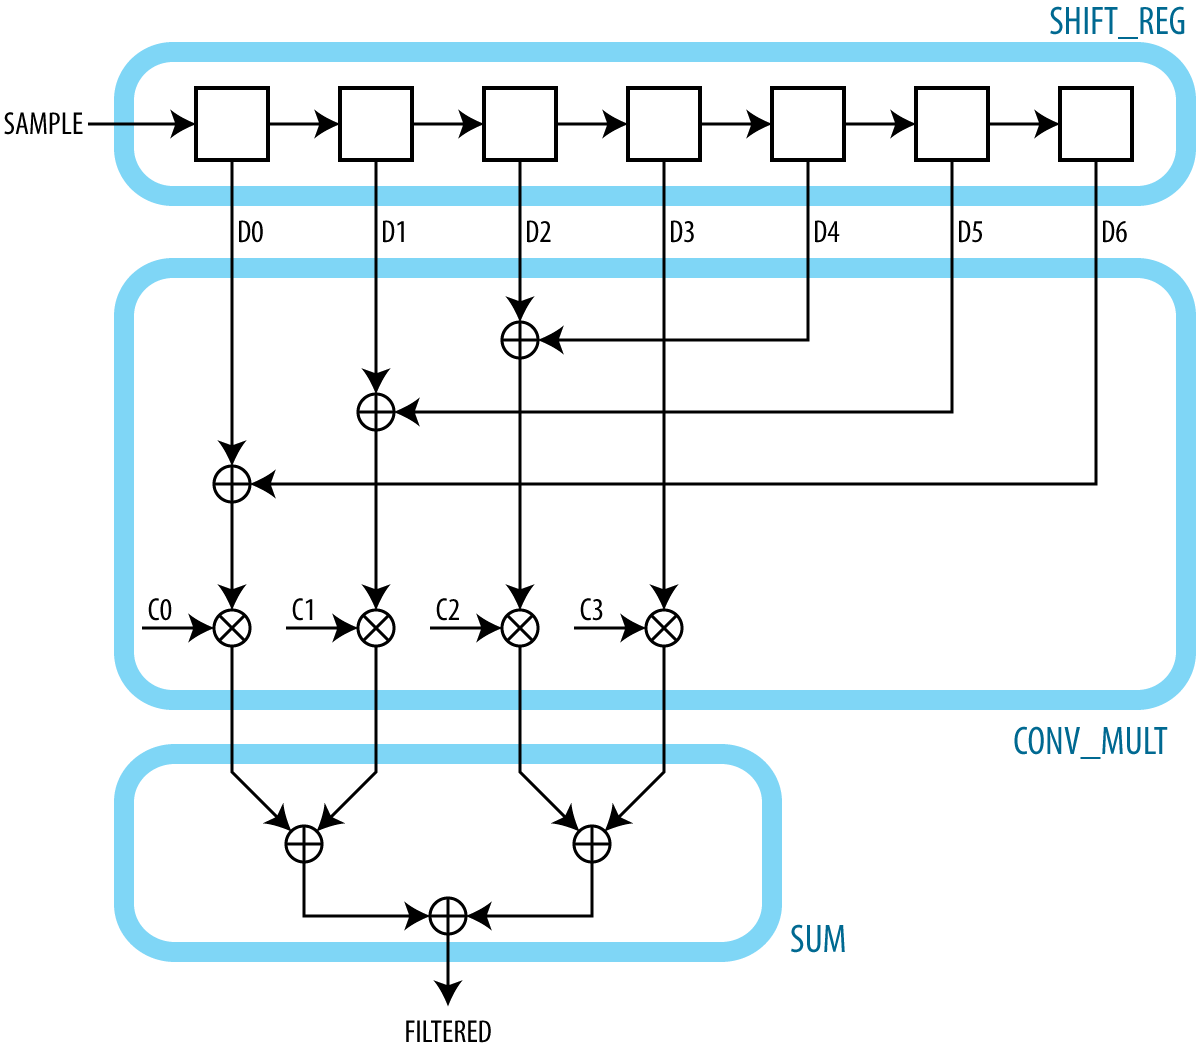 SHIFT_REG
SAMPLE
D0 D1 D2 D3 D4 D5 D6
C0 C1 C2 C3
CONV_MULT
SUM
FILTERED